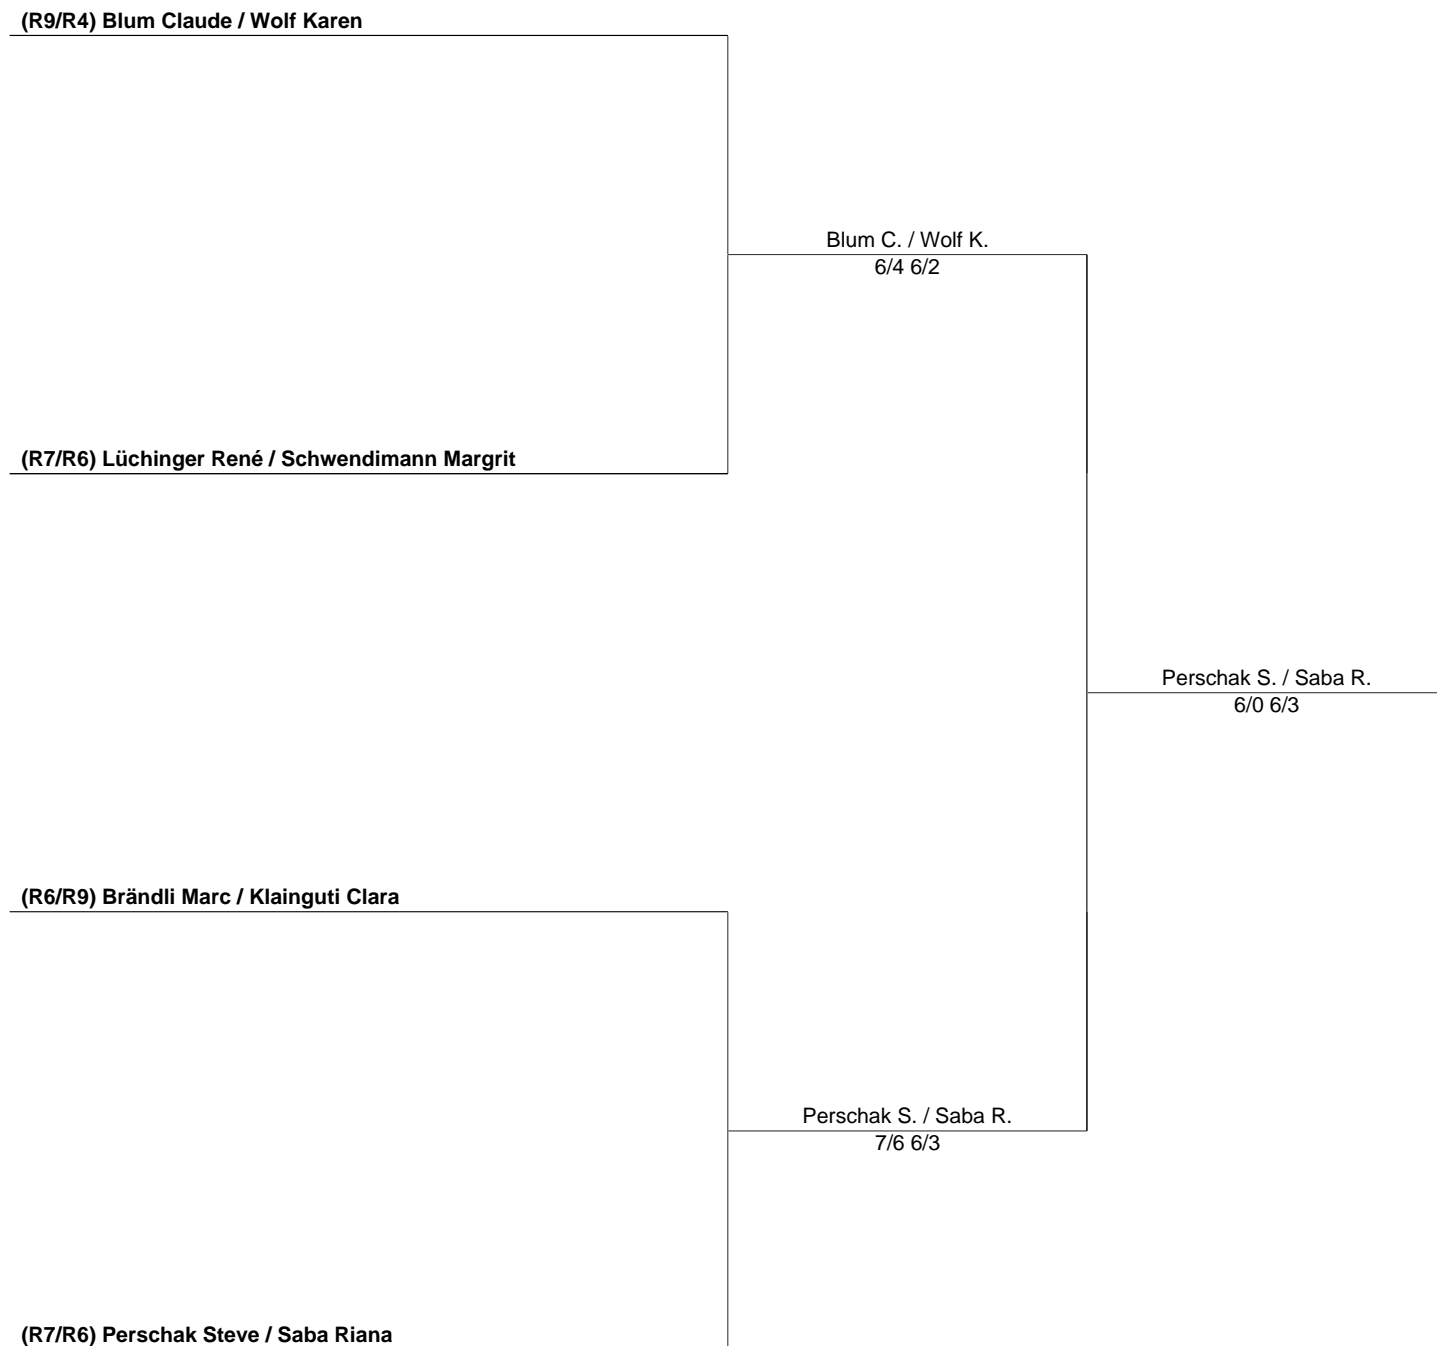 (R9/R4) Blum Claude / Wolf Karen
Blum C. / Wolf K.
6/4 6/2
(R7/R6) Lüchinger René / Schwendimann Margrit
Perschak S. / Saba R.
6/0 6/3
(R6/R9) Brändli Marc / Klainguti Clara
Perschak S. / Saba R.
7/6 6/3
(R7/R6) Perschak Steve / Saba Riana